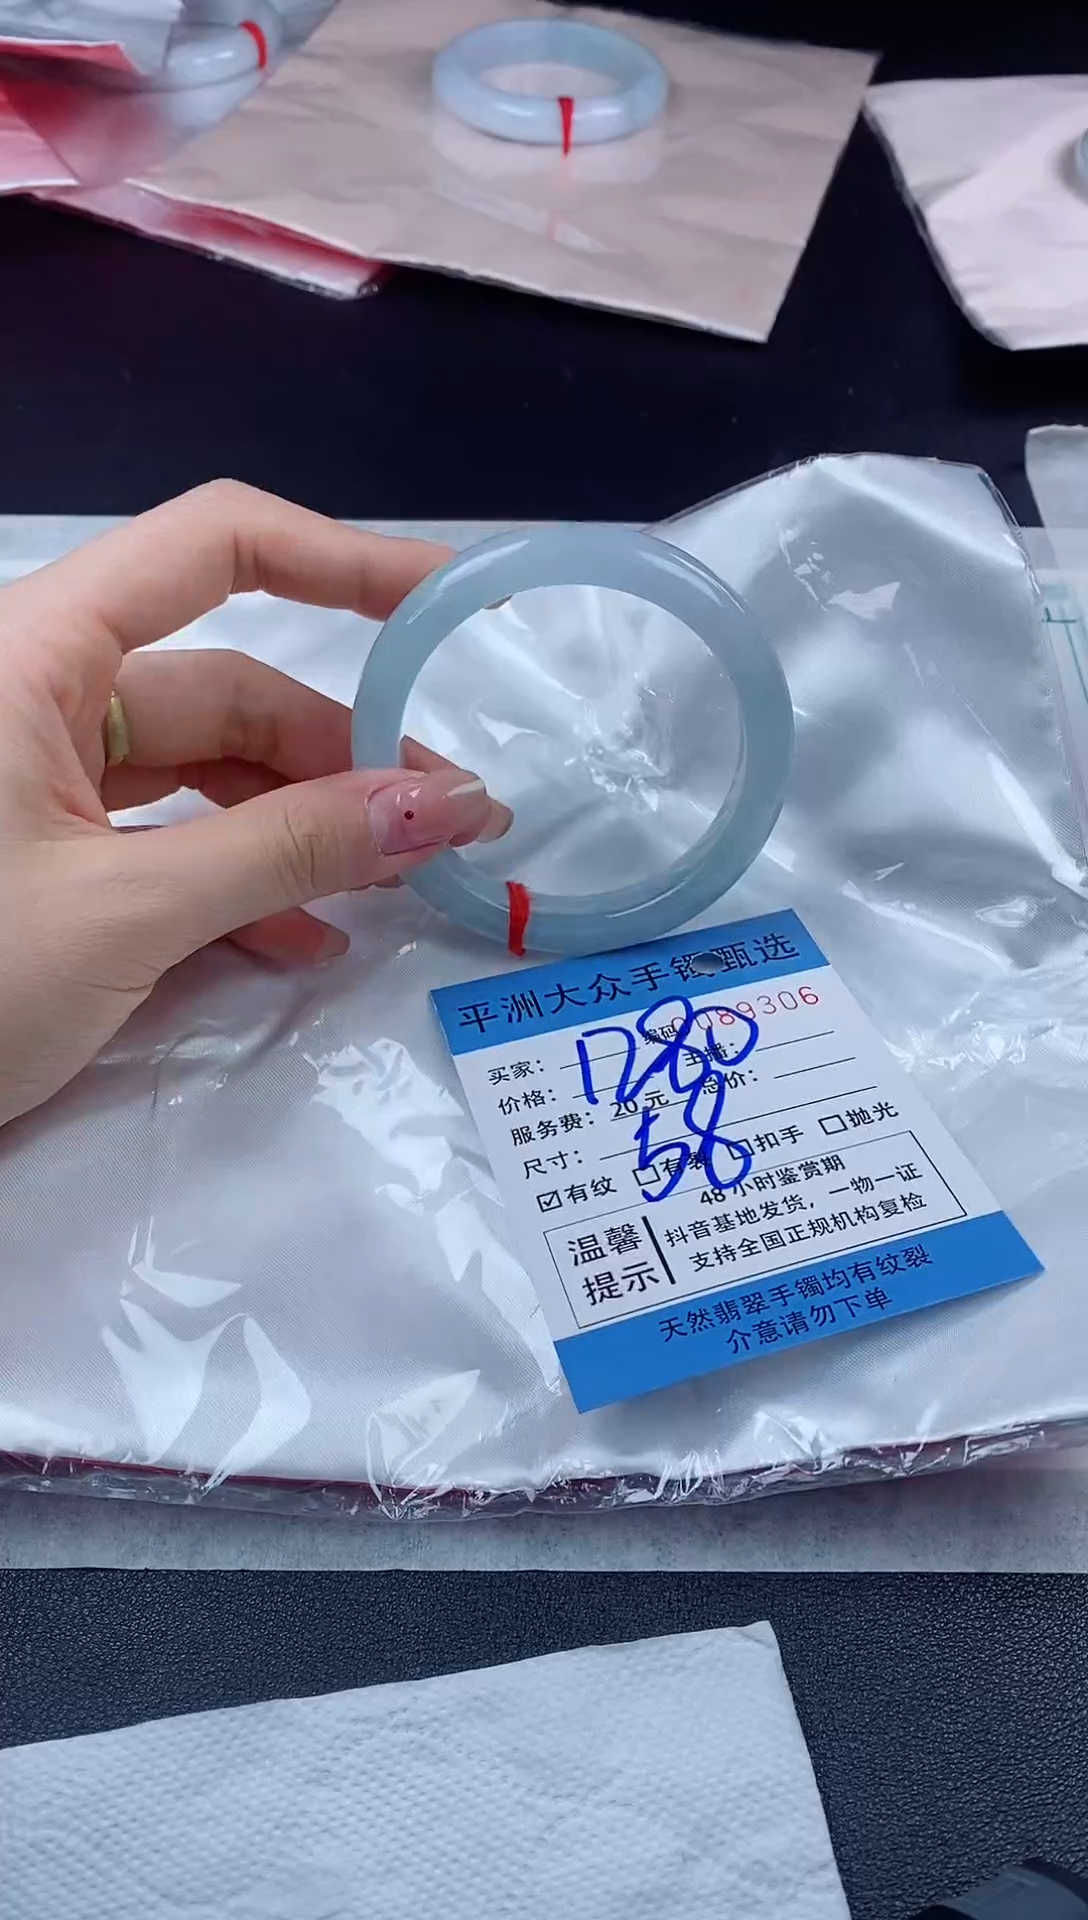 平洲大众手镯甄选
编码 0089306
买家： 主播：
1280
价格： 总价：
服务费：20元
58
尺寸：
☑有纹 □有裂 □扣手 □抛光
48小时鉴赏期
温馨提示
抖音基地发货，一物一证
支持全国正规机构复检
天然翡翠手镯均有纹裂
介意请勿下单